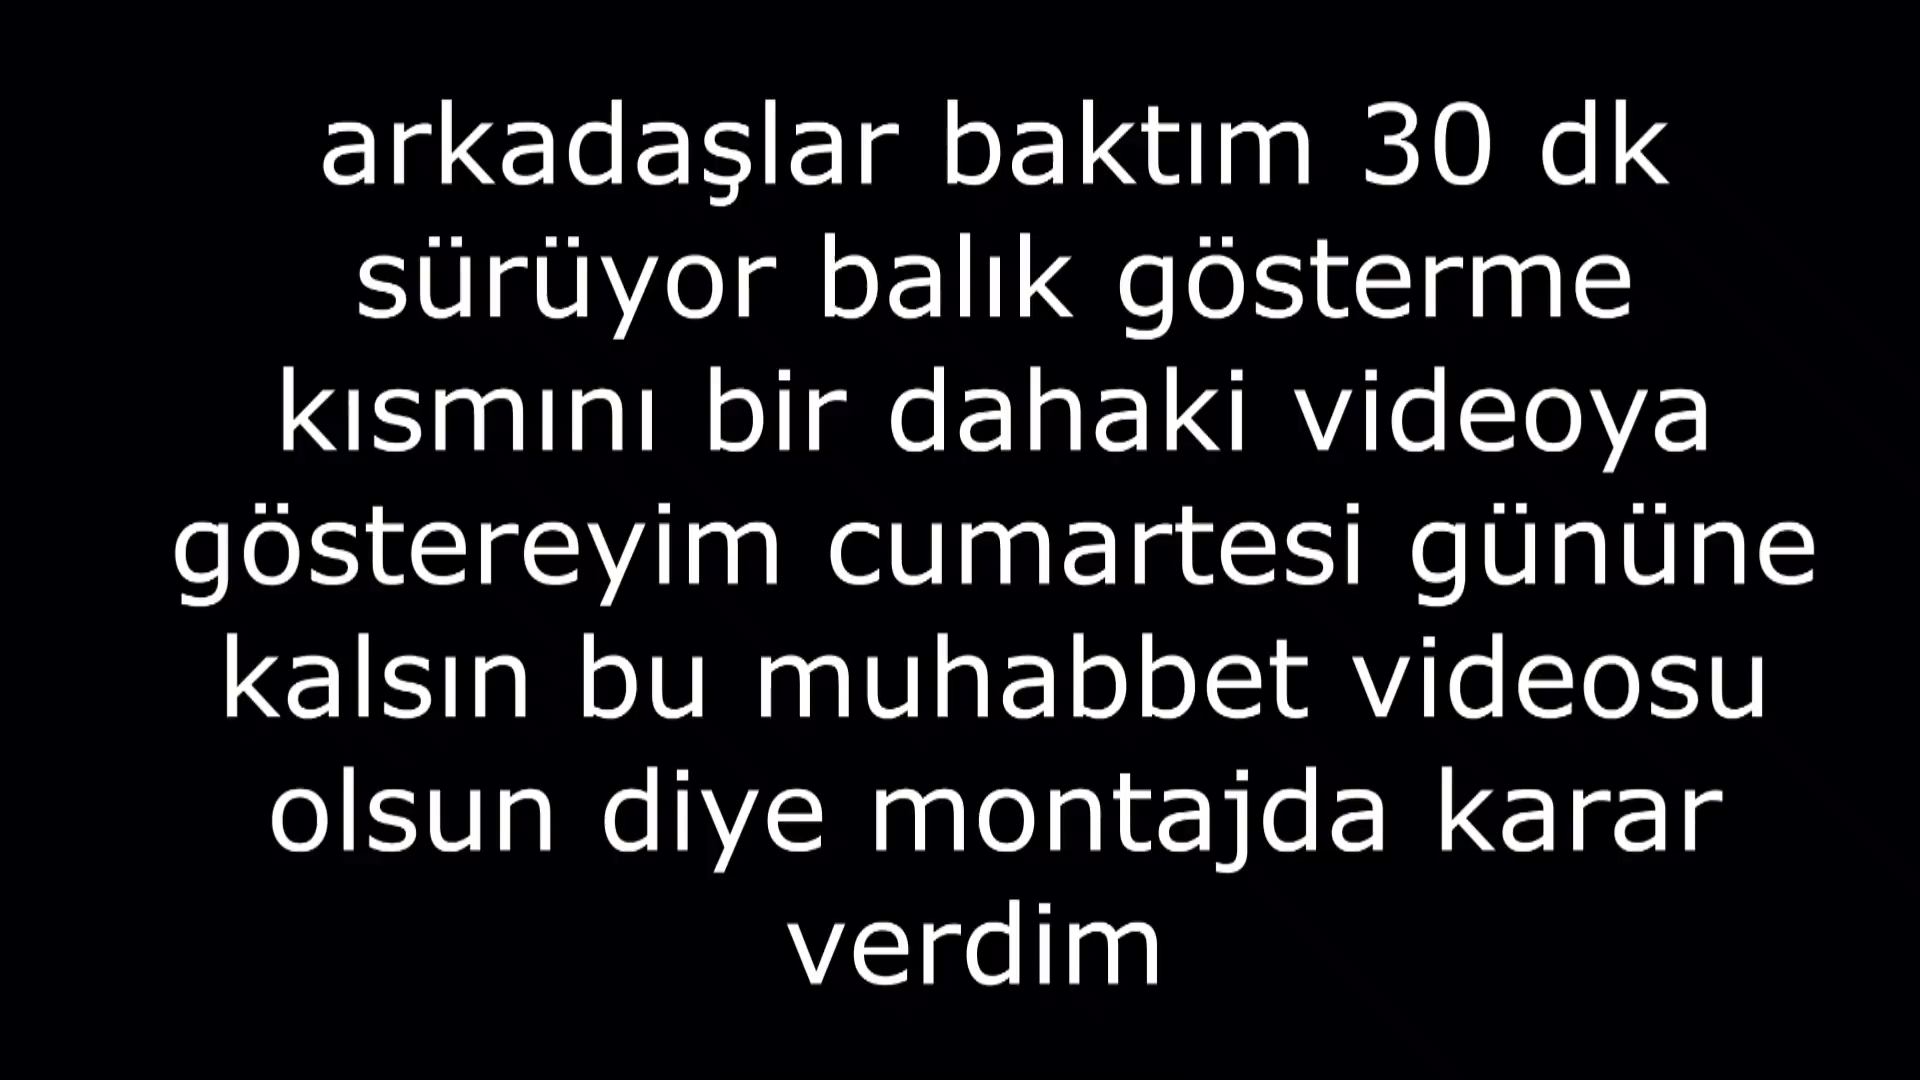 arkadaşlar baktım 30 dk
sürüyor balık gösterme
kısmını bir dahaki videoya
göstereyim cumartesi gününe
kalsın bu muhabbet videosu
olsun diye montajda karar
verdim